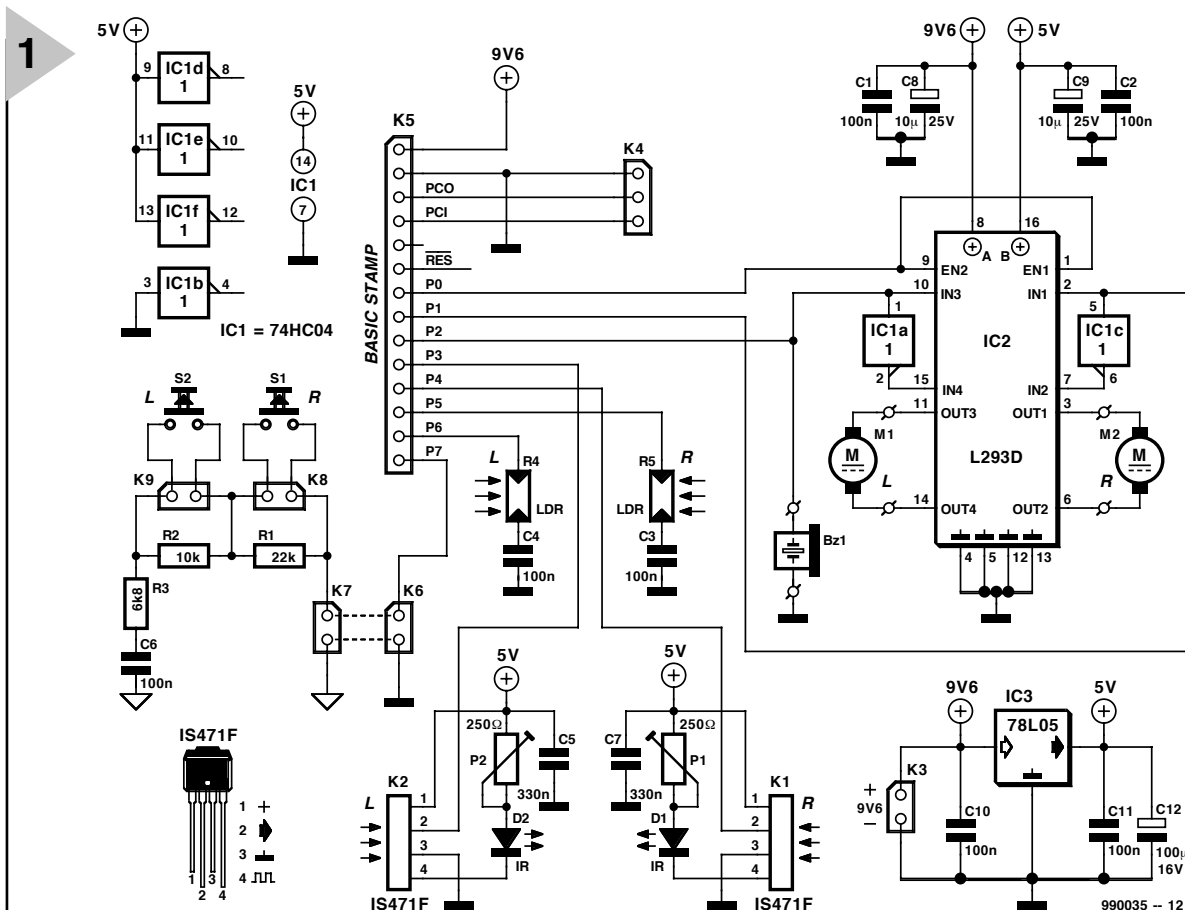 1
5V
9 IC1d 8
1
11 IC1e 10
1
13 IC1f 12
1
3 IC1b 4
1
IC1 = 74HC04
5V
14
IC1
7
9V6
K5
BASIC STAMP
PCO
PCI
RES
P0
P1
P2
P3
P4
P5
P6
P7
K4
9V6
5V
C1
100n
C8
10µ 25V
C9
10µ 25V
C2
100n
8 16
A B
9 EN2 EN1 1
10 IN3 IN1 2
1
IC1a
1
2
IC2
5
IC1c
1
6
15 IN4 IN2 7
11 OUT3 OUT1 3
M1
M
L
L293D
M2
M
R
14 OUT4 OUT2 6
4 5 12 13
Bz1
S2
L
S1
R
K9
K8
R2
10k
R1
22k
R3
6k8
C6
100n
K7
K6
L
R4
LDR
C4
100n
R5
R
LDR
C3
100n
IS471F
1 +
2
3
4
1 3
2 4
5V
250Ω
P2
C5
330n
K2
L
1
2
3
4
D2
IR
IS471F
5V
C7
250Ω
P1
330n
K1
R
1
2
3
4
D1
IR
IS471F
9V6
IC3
78L05
5V
K3
+
9V6
–
C10
100n
C11
100n
C12
100µ
16V
990035 -- 12